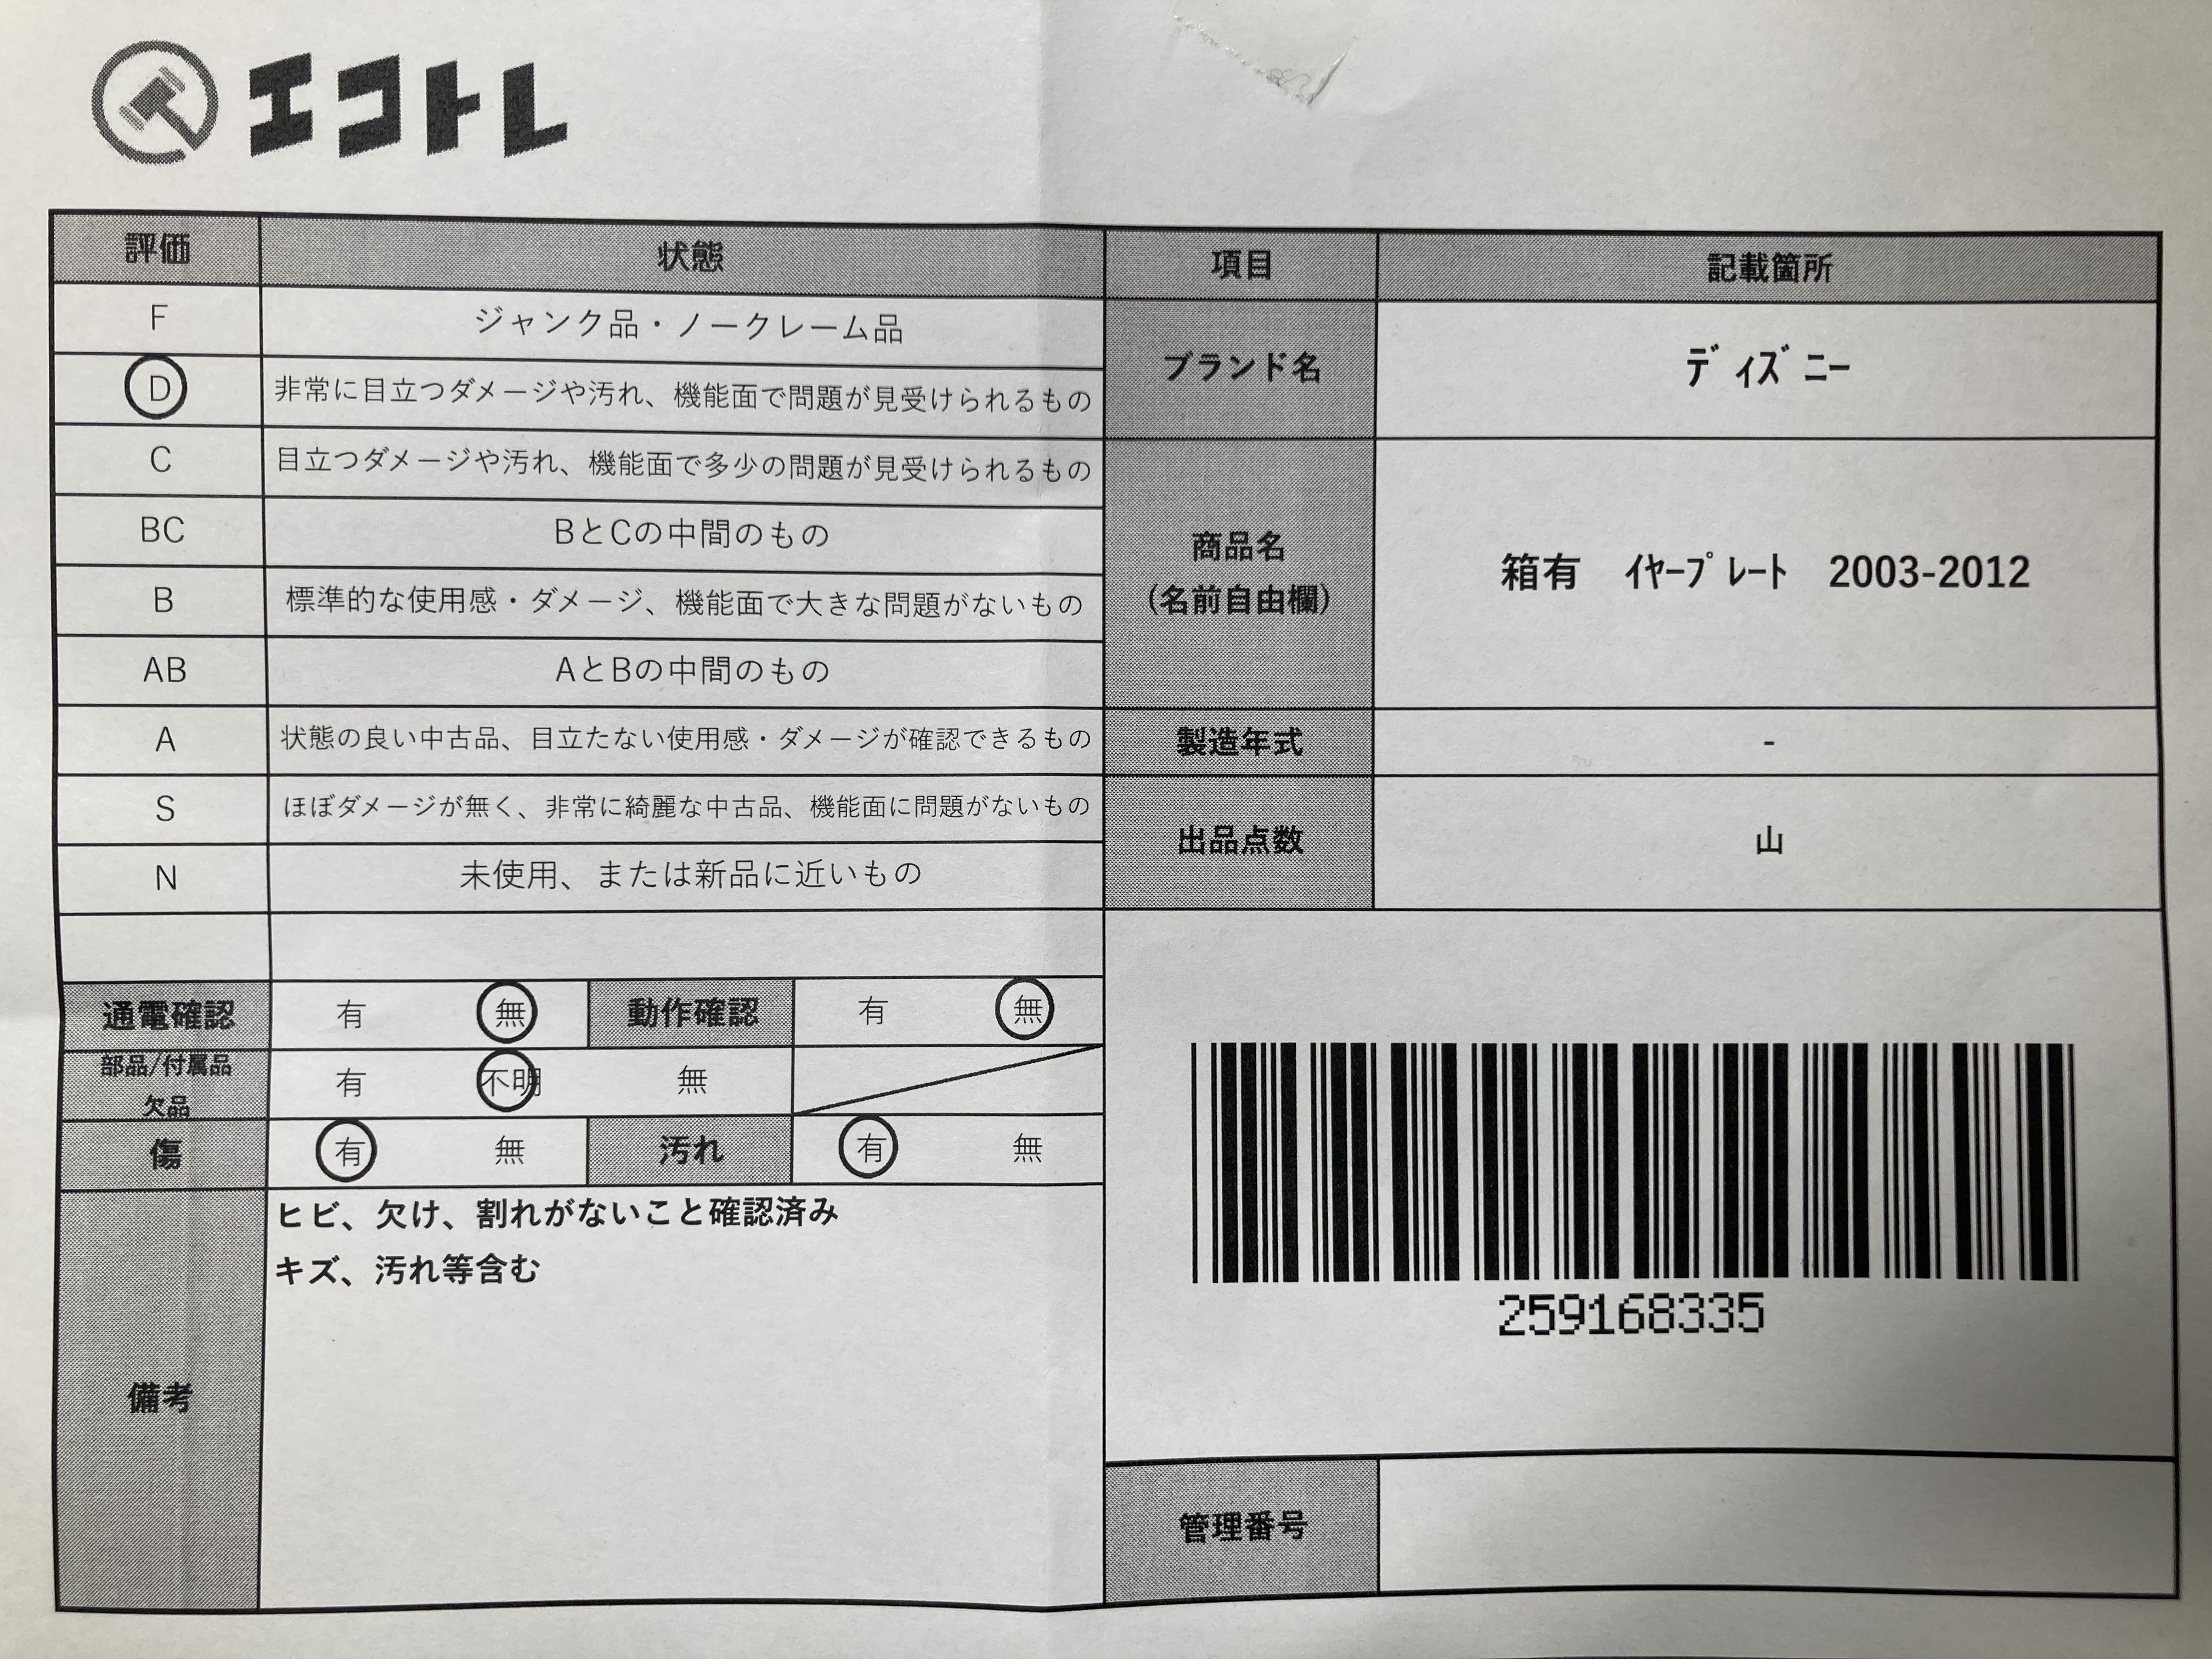 エコトレ
評価 状態
F ジャンク品・ノークレーム品
D 非常に目立つダメージや汚れ、機能面で問題が見受けられるもの
C 目立つダメージや汚れ、機能面で多少の問題が見受けられるもの
BC BとCの中間のもの
B 標準的な使用感・ダメージ、機能面で大きな問題がないもの
AB AとBの中間のもの
A 状態の良い中古品、目立たない使用感・ダメージが確認できるもの
S ほぼダメージが無く、非常に綺麗な中古品、機能面に問題がないもの
N 未使用、または新品に近いもの
通電確認 有 無 動作確認 有 無
部品/付属品
欠品
有 不明 無
傷 有 無 汚れ 有 無
備考
ヒビ、欠け、割れがないこと確認済み
キズ、汚れ等含む
項目 記載箇所
ブランド名 ﾃﾞｨｽﾞﾆｰ
商品名
(名前自由欄)
箱有 ｲﾔｰﾌﾟﾚｰﾄ 2003-2012
製造年式 -
出品点数 山
259168335
管理番号